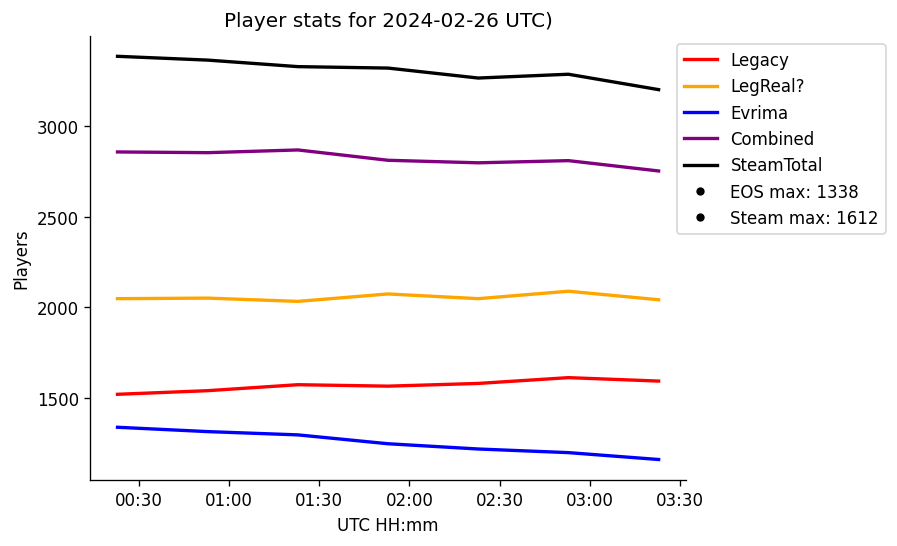 Player stats for 2024-02-26 UTC)
Legacy
LegReal?
Evrima
Combined
SteamTotal
EOS max: 1338
Steam max: 1612
Players
3000
2500
2000
1500
00:30 01:00 01:30 02:00 02:30 03:00 03:30
UTC HH:mm